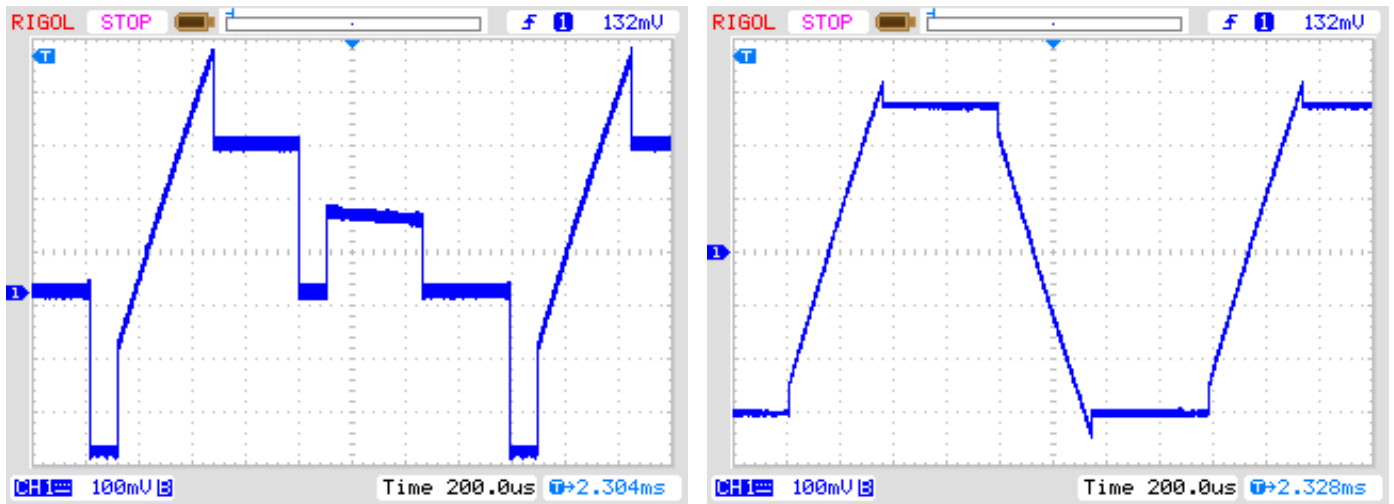 RIGOL STOP 1 132mV
T
1
CH1 100mV B Time 200.0us T→2.304ms
RIGOL STOP 1 132mV
T
1
CH1 100mV B Time 200.0us T→2.328ms